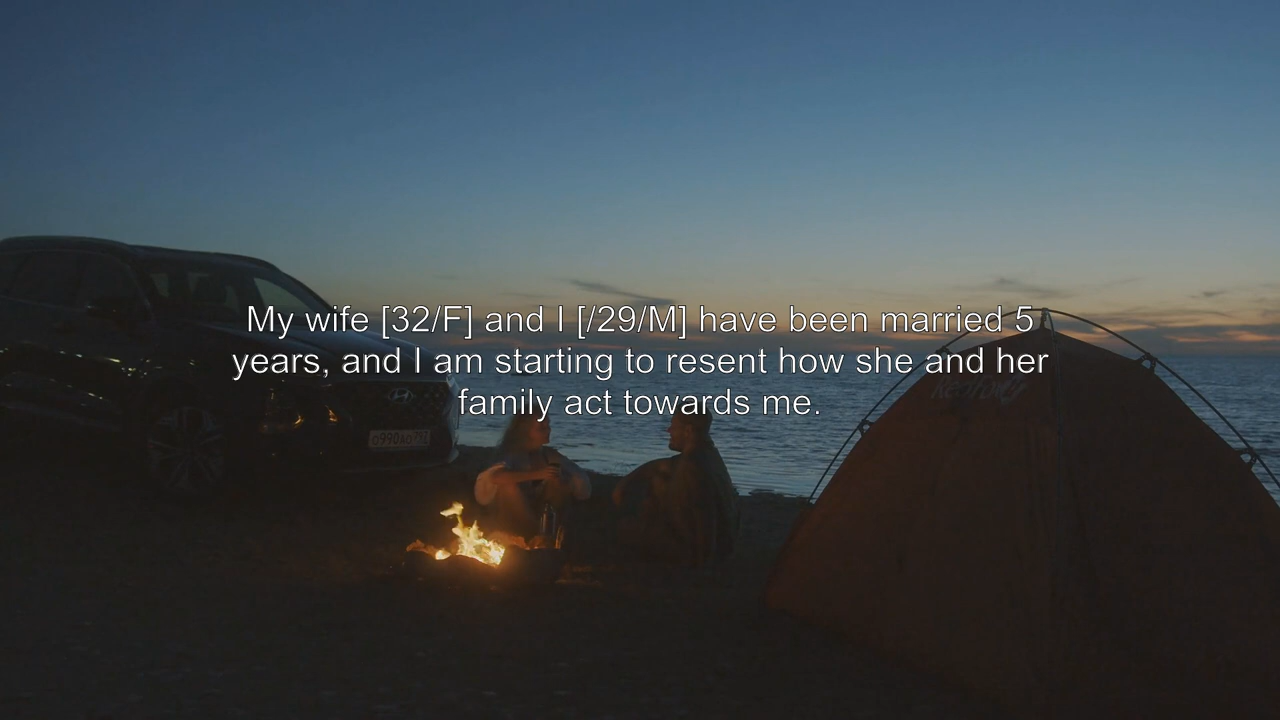 My wife [32/F] and I [/29/M] have been married 5
years, and I am starting to resent how she and her
family act towards me.